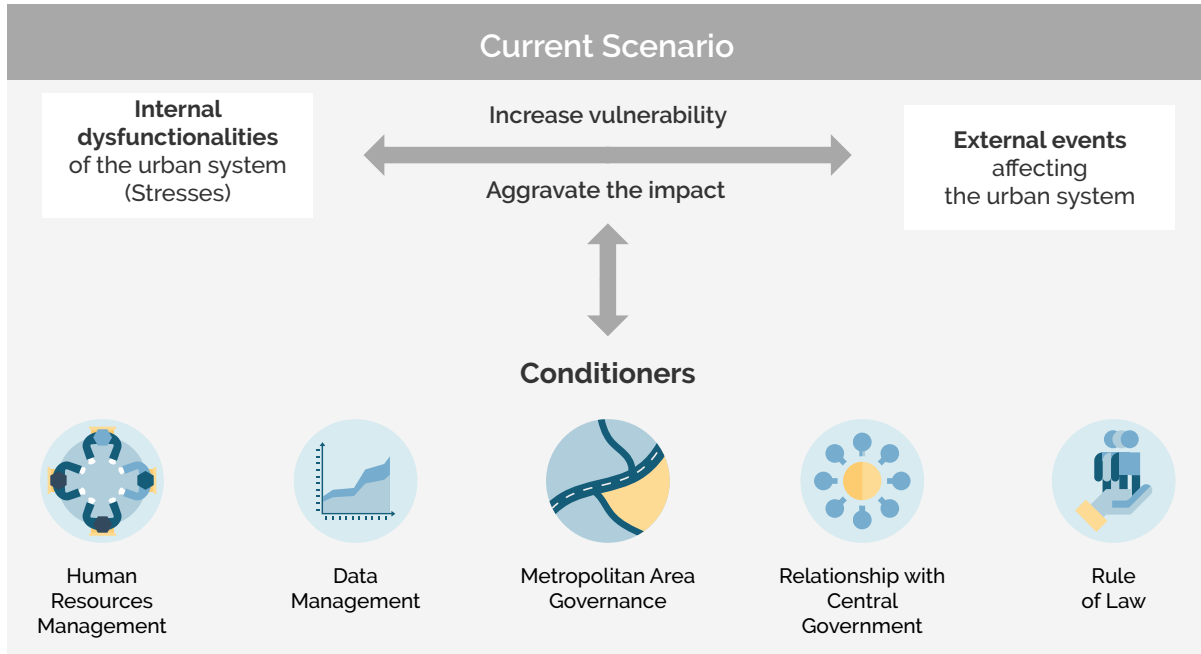 Current Scenario
Internal
dysfunctionalities
of the urban system
(Stresses)
Increase vulnerability
Aggravate the impact
External events
affecting
the urban system
Conditioners
Human
Resources
Management
Data
Management
Metropolitan Area
Governance
Relationship with
Central
Government
Rule
of Law